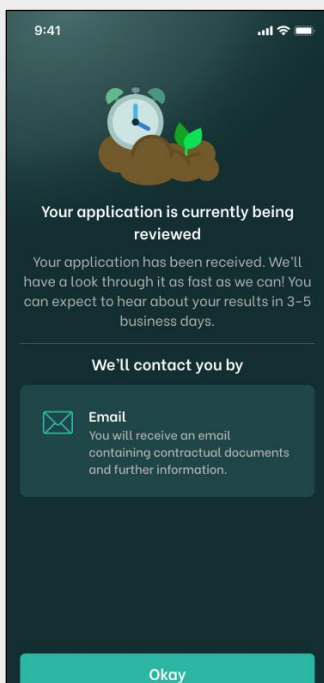 9:41
Your application is currently being
reviewed
Your application has been received. We'll
have a look through it as fast as we can! You
can expect to hear about your results in 3-5
business days.
We'll contact you by
Email
You will receive an email
containing contractual documents
and further information.
Okay